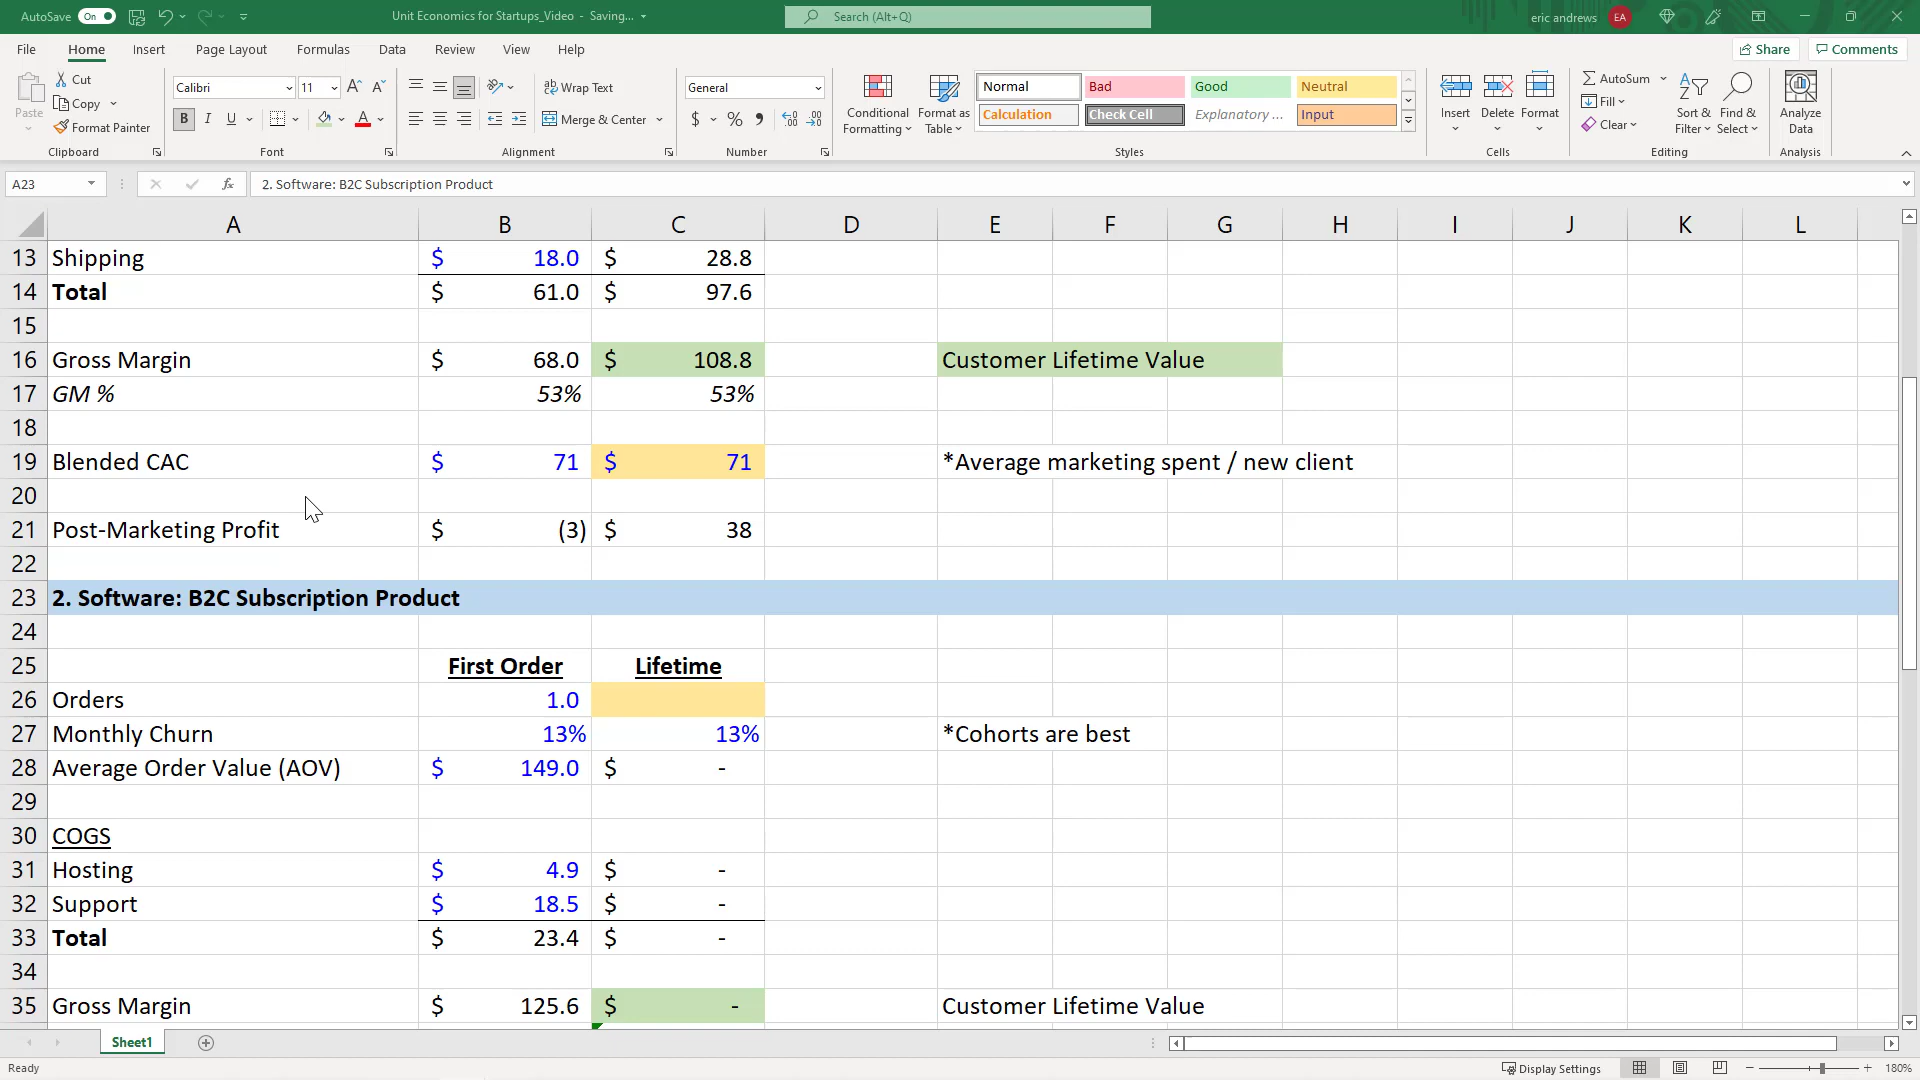 AutoSave On Unit Economics for Startups_Video - Saving... Search (Alt+Q) eric andrews EA
File Home Insert Page Layout Formulas Data Review View Help Share Comments
Paste Cut Copy Format Painter Clipboard
Calibri 11 B I U Font
Wrap Text Merge & Center Alignment
General $ % Number
Conditional Formatting Format as Table
Normal Bad Good Neutral
Calculation Check Cell Explanatory ... Input
Styles
Insert Delete Format Cells
AutoSum Fill Clear Sort & Filter Find & Select Editing
Analyze Data Analysis
A23 fx 2. Software: B2C Subscription Product
A B C D E F G H I J K L
13 Shipping $ 18.0 $ 28.8
14 Total $ 61.0 $ 97.6
15
16 Gross Margin $ 68.0 $ 108.8 Customer Lifetime Value
17 GM % 53% 53%
18
19 Blended CAC $ 71 $ 71 *Average marketing spent / new client
20
21 Post-Marketing Profit $ (3) $ 38
22
23 2. Software: B2C Subscription Product
24
25 First Order Lifetime
26 Orders 1.0
27 Monthly Churn 13% 13% *Cohorts are best
28 Average Order Value (AOV) $ 149.0 $ -
29
30 COGS
31 Hosting $ 4.9 $ -
32 Support $ 18.5 $ -
33 Total $ 23.4 $ -
34
35 Gross Margin $ 125.6 $ - Customer Lifetime Value
Sheet1
Ready Display Settings 180%